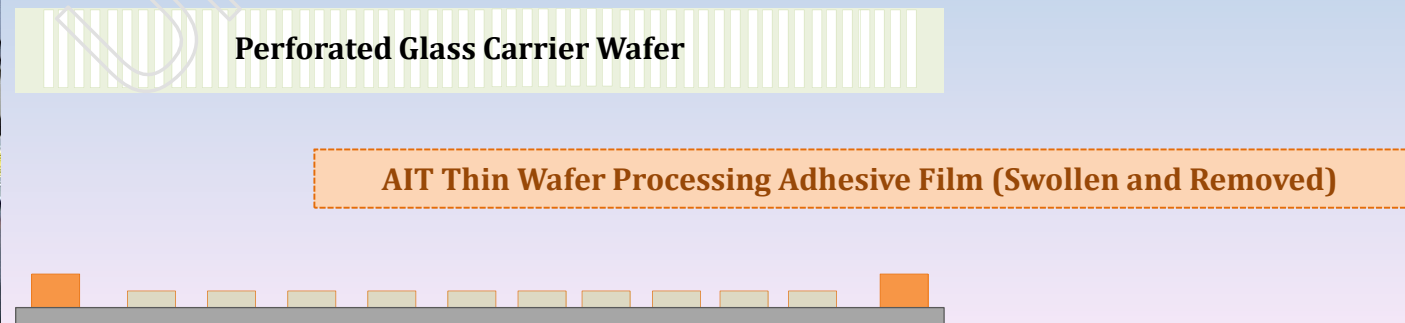 Perforated Glass Carrier Wafer
AIT Thin Wafer Processing Adhesive Film (Swollen and Removed)